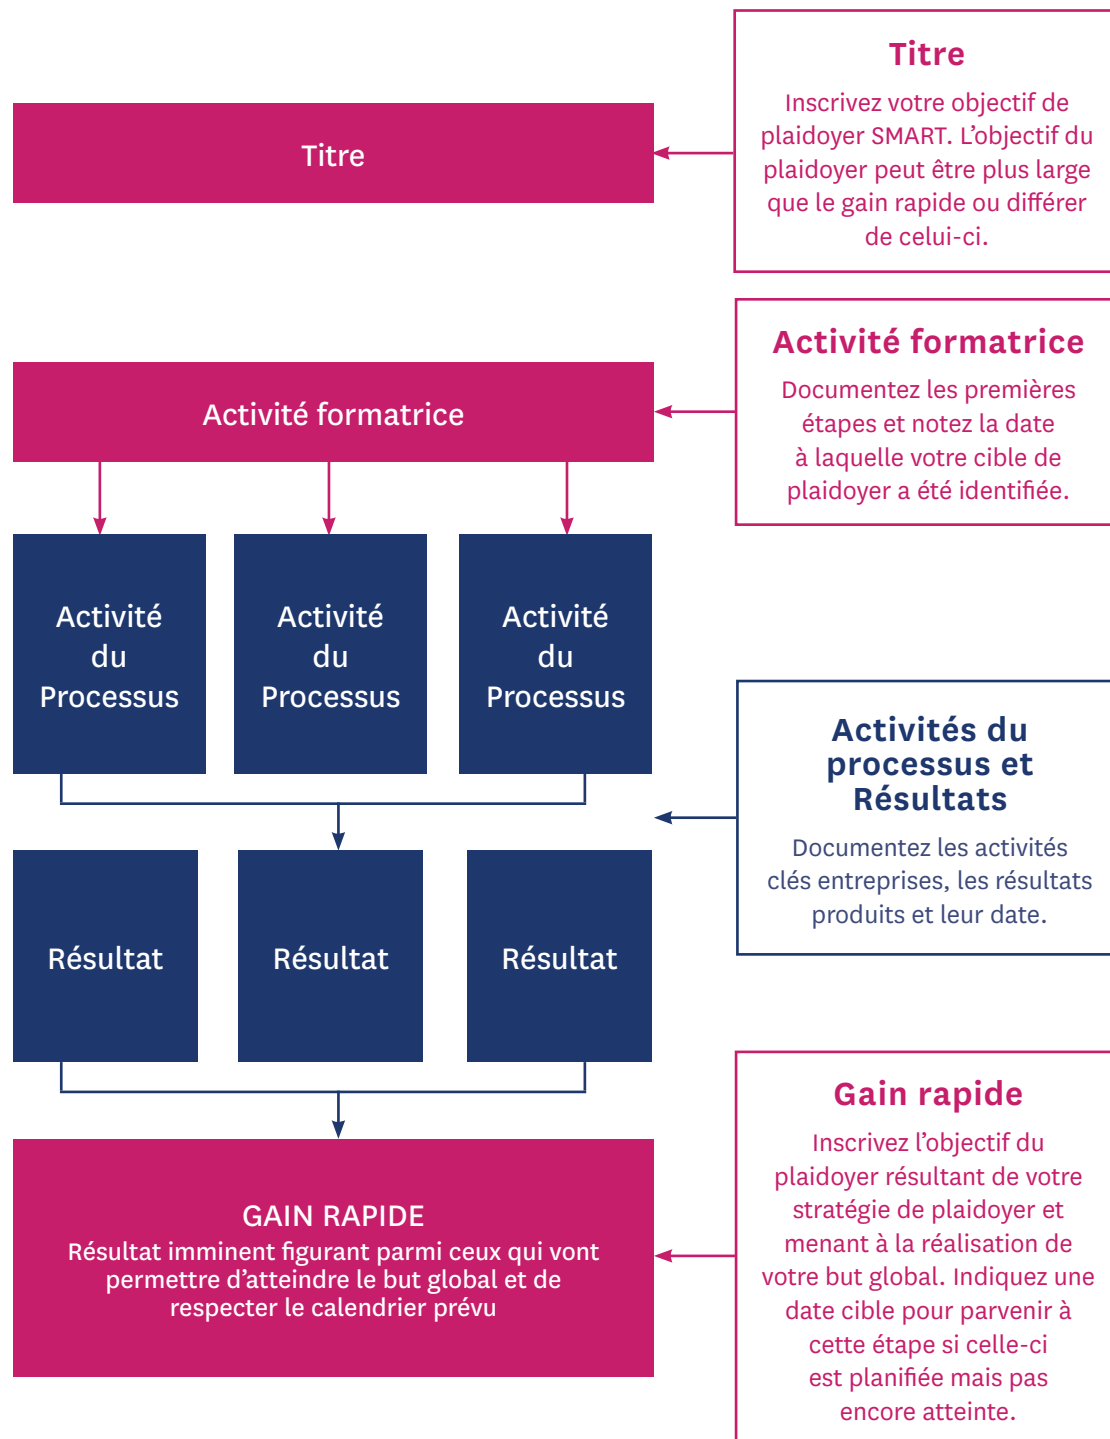 Titre
Titre
Inscrivez votre objectif de
plaidoyer SMART. L’objectif du
plaidoyer peut être plus large
que le gain rapide ou différer
de celui-ci.
Activité formatrice
Activité formatrice
Documentez les premières
étapes et notez la date
à laquelle votre cible de
plaidoyer a été identifiée.
Activité
du
Processus
Activité
du
Processus
Activité
du
Processus
Activités du
processus et
Résultats
Documentez les activités
clés entreprises, les résultats
produits et leur date.
Résultat
Résultat
Résultat
GAIN RAPIDE
Résultat imminent figurant parmi ceux qui vont
permettre d’atteindre le but global et de
respecter le calendrier prévu
Gain rapide
Inscrivez l’objectif du
plaidoyer résultant de votre
stratégie de plaidoyer et
menant à la réalisation de
votre but global. Indiquez une
date cible pour parvenir à
cette étape si celle-ci
est planifiée mais pas
encore atteinte.